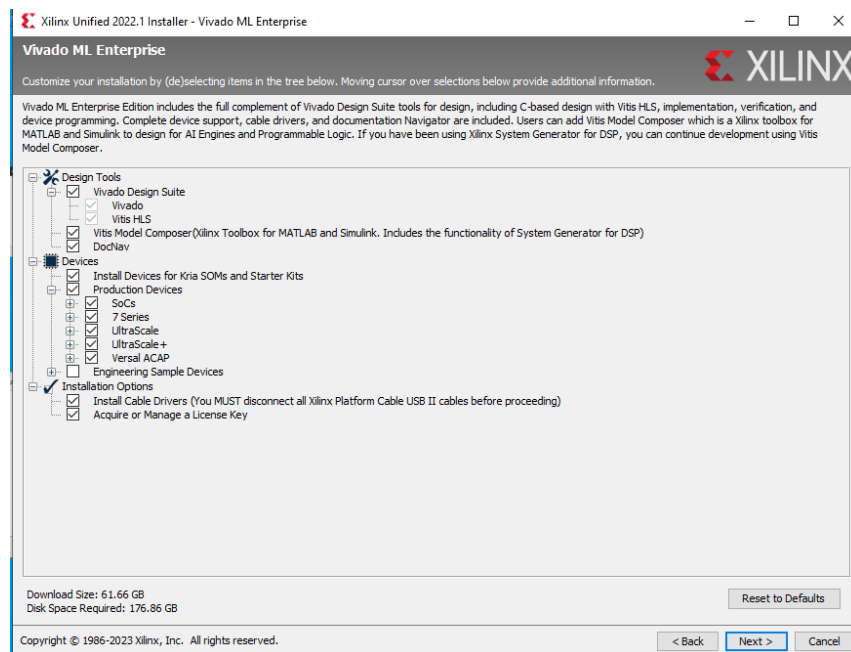 Xilinx Unified 2022.1 Installer - Vivado ML Enterprise
Vivado ML Enterprise
XILINX
Customize your installation by (de)selecting items in the tree below. Moving cursor over selections below provide additional information.
Vivado ML Enterprise Edition includes the full complement of Vivado Design Suite tools for design, including C-based design with Vitis HLS, implementation, verification, and
device programming. Complete device support, cable drivers, and documentation Navigator are included. Users can add Vitis Model Composer which is a Xilinx toolbox for
MATLAB and Simulink to design for AI Engines and Programmable Logic. If you have been using Xilinx System Generator for DSP, you can continue development using Vitis
Model Composer.
Design Tools
Vivado Design Suite
Vivado
Vitis HLS
Vitis Model Composer(Xilinx Toolbox for MATLAB and Simulink. Includes the functionality of System Generator for DSP)
DocNav
Devices
Install Devices for Kria SOMs and Starter Kits
Production Devices
SoCs
7 Series
UltraScale
UltraScale+
Versal ACAP
Engineering Sample Devices
Installation Options
Install Cable Drivers (You MUST disconnect all Xilinx Platform Cable USB II cables before proceeding)
Acquire or Manage a License Key
Download Size: 61.66 GB
Disk Space Required: 176.86 GB
Reset to Defaults
Copyright © 1986-2023 Xilinx, Inc. All rights reserved.
< Back
Next >
Cancel